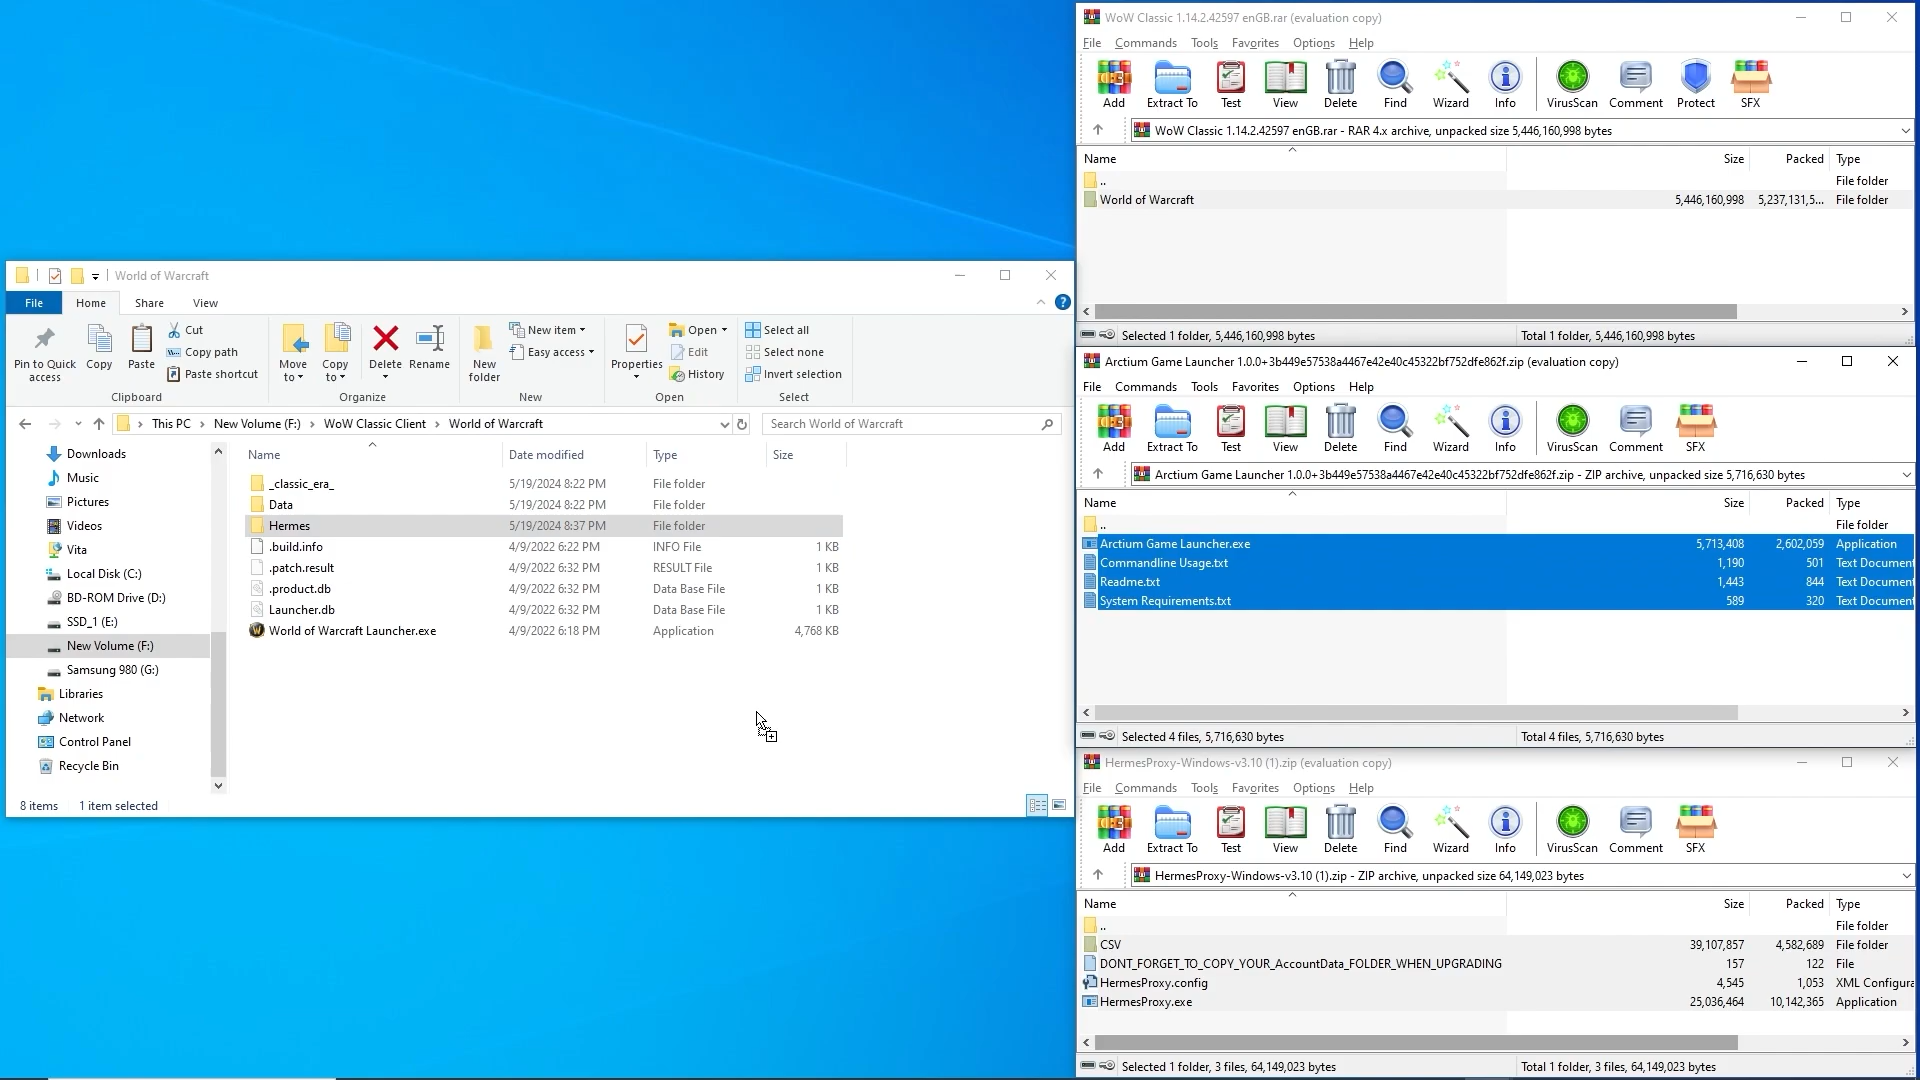 World of Warcraft
File
Home
Share
View
Pin to Quick access
Copy
Paste
Cut
Copy path
Paste shortcut
Clipboard
Move to
Copy to
Delete
Rename
Organize
New folder
New item
Easy access
New
Properties
Open
Edit
History
Open
Select all
Select none
Invert selection
Select
This PC > New Volume (F:) > WoW Classic Client > World of Warcraft
Search World of Warcraft
Downloads
Music
Pictures
Videos
Vita
Local Disk (C:)
BD-ROM Drive (D:)
SSD_1 (E:)
New Volume (F:)
Samsung 980 (G:)
Libraries
Network
Control Panel
Recycle Bin
Name Date modified Type Size
_classic_era_ 5/19/2024 8:22 PM File folder
Data 5/19/2024 8:22 PM File folder
Hermes 5/19/2024 8:37 PM File folder
.build.info 4/9/2022 6:22 PM INFO File 1 KB
.patch.result 4/9/2022 6:32 PM RESULT File 1 KB
.product.db 4/9/2022 6:32 PM Data Base File 1 KB
Launcher.db 4/9/2022 6:32 PM Data Base File 1 KB
World of Warcraft Launcher.exe 4/9/2022 6:18 PM Application 4,768 KB
8 items 1 item selected
WoW Classic 1.14.2.42597 enGB.rar (evaluation copy)
File Commands Tools Favorites Options Help
Add Extract To Test View Delete Find Wizard Info VirusScan Comment Protect SFX
WoW Classic 1.14.2.42597 enGB.rar - RAR 4.x archive, unpacked size 5,446,160,998 bytes
Name Size Packed Type
.. File folder
World of Warcraft 5,446,160,998 5,237,131,5... File folder
Selected 1 folder, 5,446,160,998 bytes
Total 1 folder, 5,446,160,998 bytes
Arctium Game Launcher 1.0.0+3b449e57538a4467e42e40c45322bf752dfe862f.zip (evaluation copy)
File Commands Tools Favorites Options Help
Add Extract To Test View Delete Find Wizard Info VirusScan Comment SFX
Arctium Game Launcher 1.0.0+3b449e57538a4467e42e40c45322bf752dfe862f.zip - ZIP archive, unpacked size 5,716,630 bytes
Name Size Packed Type
.. File folder
Arctium Game Launcher.exe 5,713,408 2,602,059 Application
Commandline Usage.txt 1,190 501 Text Document
Readme.txt 1,443 844 Text Document
System Requirements.txt 589 320 Text Document
Selected 4 files, 5,716,630 bytes
Total 4 files, 5,716,630 bytes
HermesProxy-Windows-v3.10 (1).zip (evaluation copy)
File Commands Tools Favorites Options Help
Add Extract To Test View Delete Find Wizard Info VirusScan Comment SFX
HermesProxy-Windows-v3.10 (1).zip - ZIP archive, unpacked size 64,149,023 bytes
Name Size Packed Type
.. File folder
CSV 39,107,857 4,582,689 File folder
DONT_FORGET_TO_COPY_YOUR_AccountData_FOLDER_WHEN_UPGRADING 157 122 File
HermesProxy.config 4,545 1,053 XML Configura
HermesProxy.exe 25,036,464 10,142,365 Application
Selected 1 folder, 3 files, 64,149,023 bytes
Total 1 folder, 3 files, 64,149,023 bytes